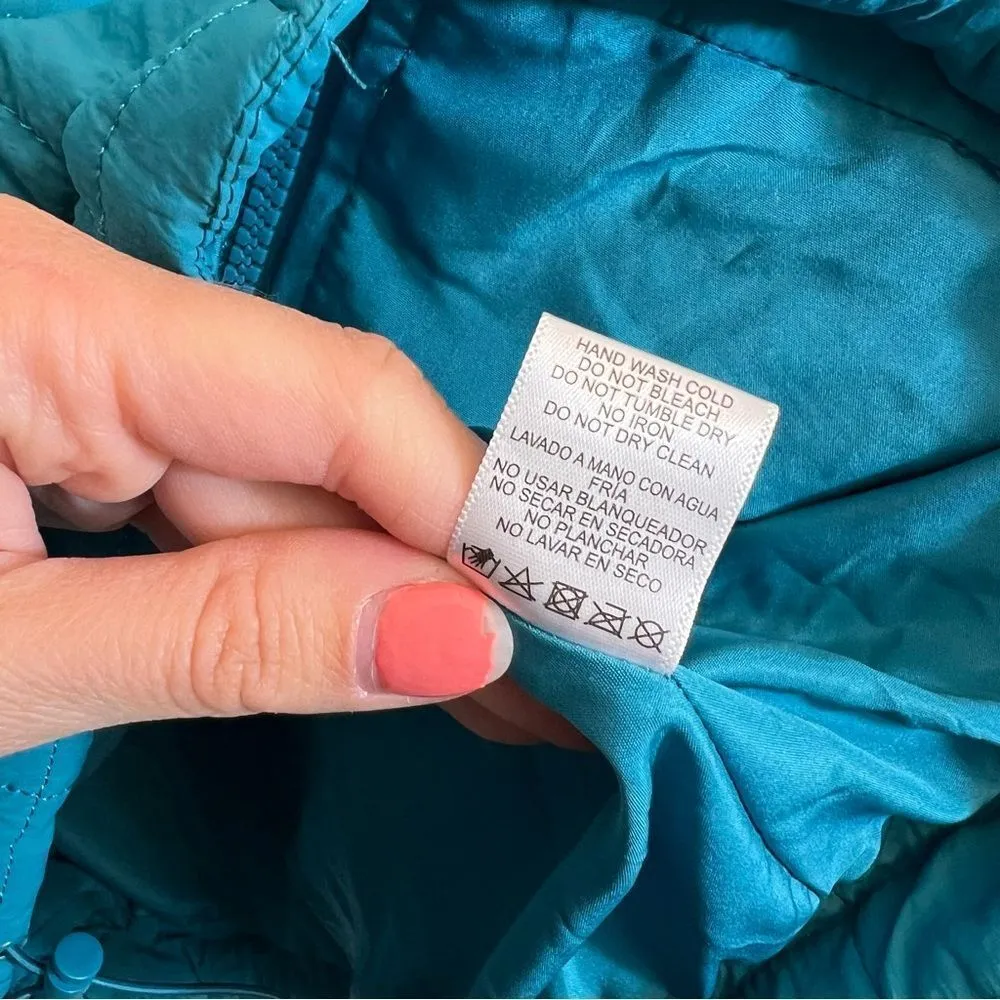 HAND WASH COLD
DO NOT BLEACH
DO NOT TUMBLE DRY
NO IRON
DO NOT DRY CLEAN
LAVADO A MANO CON AGUA
FRIA
NO USAR BLANQUEADOR
NO SECAR EN SECADORA
NO PLANCHAR
NO LAVAR EN SECO